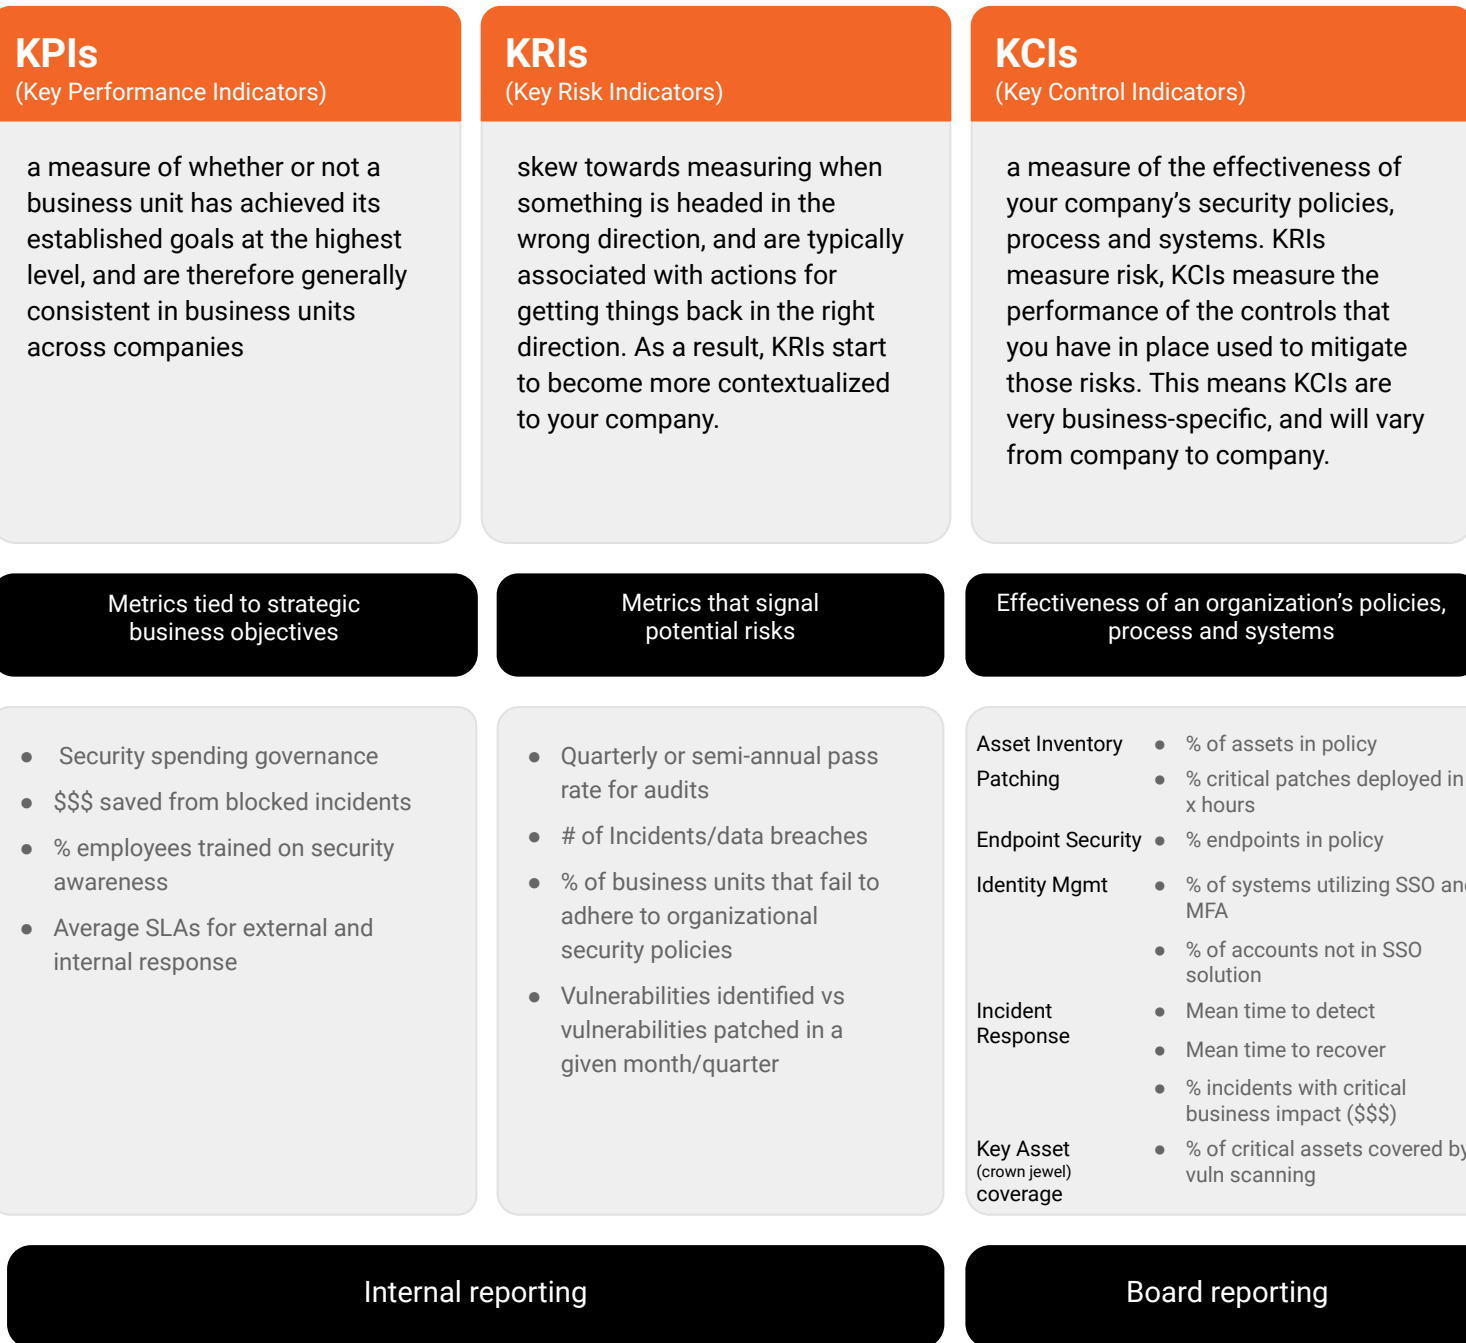 KPIs
(Key Performance Indicators)
a measure of whether or not a
business unit has achieved its
established goals at the highest
level, and are therefore generally
consistent in business units
across companies
KRIs
(Key Risk Indicators)
skew towards measuring when
something is headed in the
wrong direction, and are typically
associated with actions for
getting things back in the right
direction. As a result, KRIs start
to become more contextualized
to your company.
KCIs
(Key Control Indicators)
a measure of the effectiveness of
your company’s security policies,
process and systems. KRIs
measure risk, KCIs measure the
performance of the controls that
you have in place used to mitigate
those risks. This means KCIs are
very business-specific, and will vary
from company to company.
Metrics tied to strategic
business objectives
Metrics that signal
potential risks
Effectiveness of an organization’s policies,
process and systems
● Security spending governance
● $$$ saved from blocked incidents
● % employees trained on security
awareness
● Average SLAs for external and
internal response
● Quarterly or semi-annual pass
rate for audits
● # of Incidents/data breaches
● % of business units that fail to
adhere to organizational
security policies
● Vulnerabilities identified vs
vulnerabilities patched in a
given month/quarter
Asset Inventory ● % of assets in policy
Patching ● % critical patches deployed in
x hours
Endpoint Security ● % endpoints in policy
Identity Mgmt ● % of systems utilizing SSO and
MFA
● % of accounts not in SSO
solution
Incident
Response
● Mean time to detect
● Mean time to recover
● % incidents with critical
business impact ($$$)
Key Asset
(crown jewel)
coverage
● % of critical assets covered by
vuln scanning
Internal reporting
Board reporting